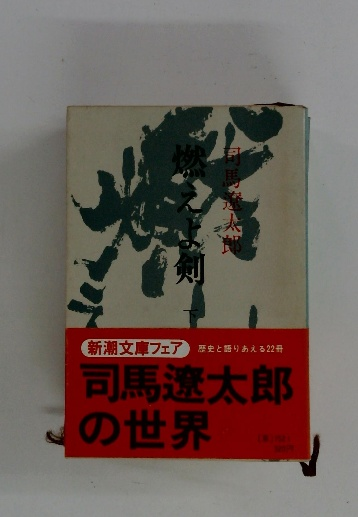 司馬遼太郎
燃えよ剣
下
新潮文庫フェア
歴史と語りあえる22冊
司馬遼太郎
の世界